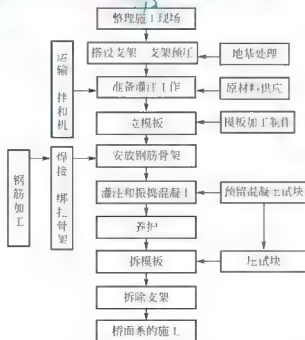 整理施工现场
搭设支架 支架预压
地基处理
运输 拌和机
准备灌注工作
原材料供应
立模板
模板加工制作
钢筋加工
焊接 绑扎骨架
安放钢筋骨架
灌注和振捣混凝土
预留混凝土试块
养护
拆模板
压试块
拆除支架
桥面系的施工